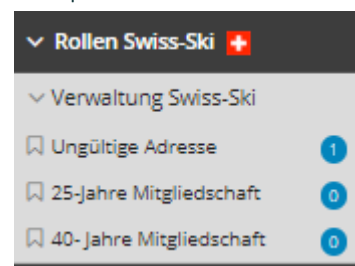 Rollen Swiss-Ski
Verwaltung Swiss-Ski
Ungültige Adresse 1
25-Jahre Mitgliedschaft 0
40- Jahre Mitgliedschaft 0